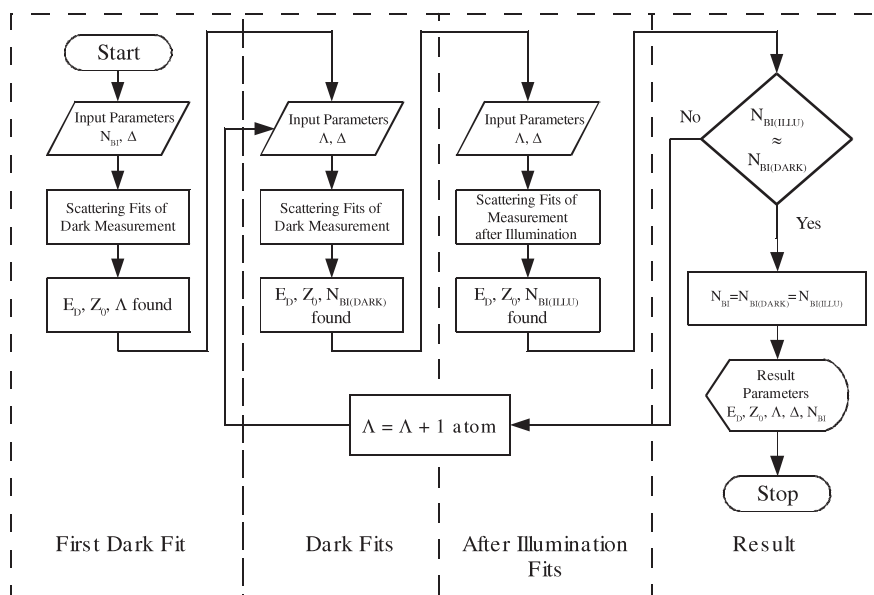 Start
Input Parameters
N_BI, Δ
Scattering Fits of
Dark Measurement
E_D, Z_0, Λ found
First Dark Fit
Input Parameters
Λ, Δ
Scattering Fits of
Dark Measurement
E_D, Z_0, N_BI(DARK)
found
Dark Fits
Input Parameters
Λ, Δ
Scattering Fits of
Measurement
after Illumination
E_D, Z_0, N_BI(ILLU)
found
After Illumination
Fits
Λ = Λ + 1 atom
No
N_BI(ILLU)
≈
N_BI(DARK)
Yes
N_BI=N_BI(DARK)=N_BI(ILLU)
Result
Parameters
E_D, Z_0, Λ, Δ, N_BI
Stop
Result